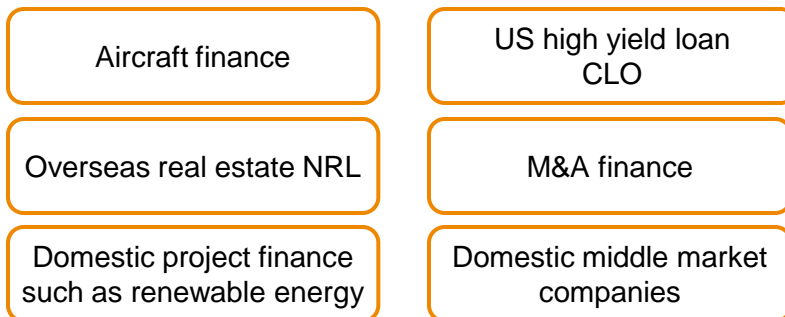 Aircraft finance
US high yield loan
CLO
Overseas real estate NRL
M&A finance
Domestic project finance
such as renewable energy
Domestic middle market
companies